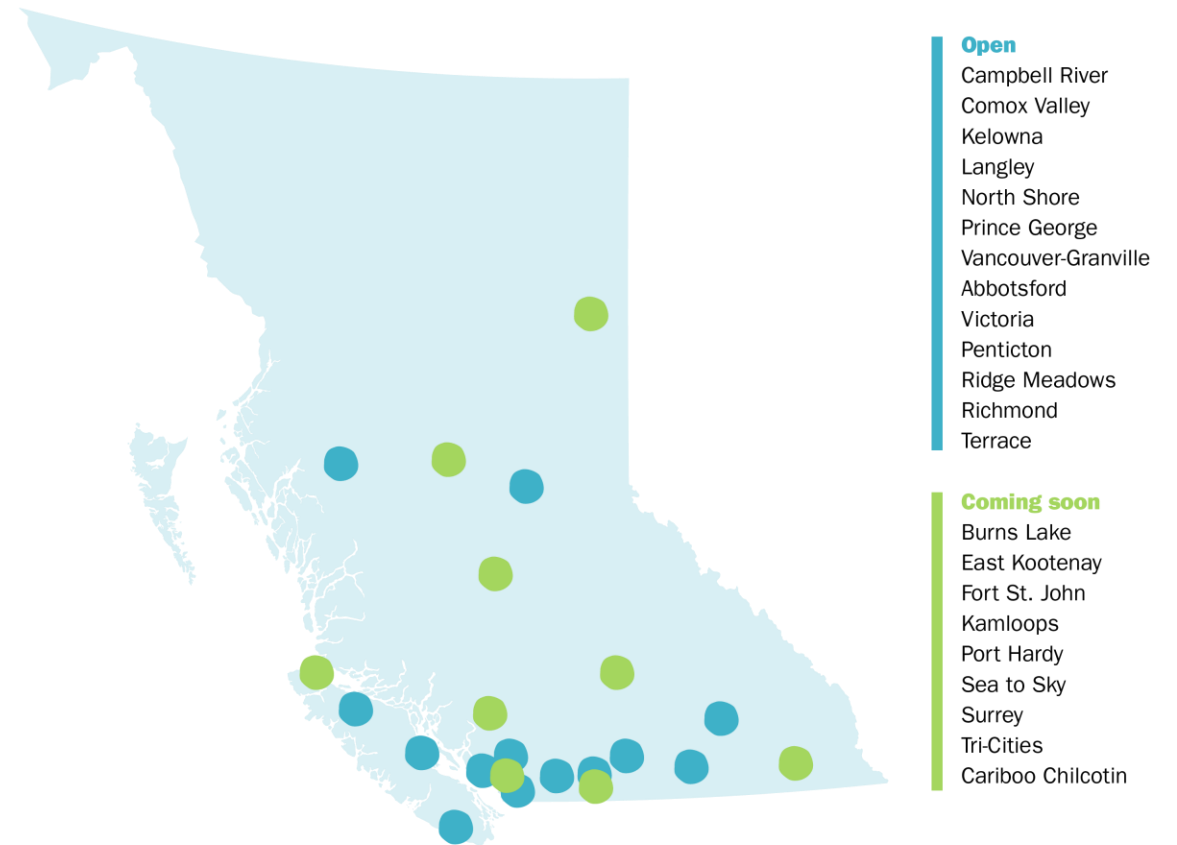 Open
Campbell River
Comox Valley
Kelowna
Langley
North Shore
Prince George
Vancouver-Granville
Abbotsford
Victoria
Penticton
Ridge Meadows
Richmond
Terrace
Coming soon
Burns Lake
East Kootenay
Fort St. John
Kamloops
Port Hardy
Sea to Sky
Surrey
Tri-Cities
Cariboo Chilcotin